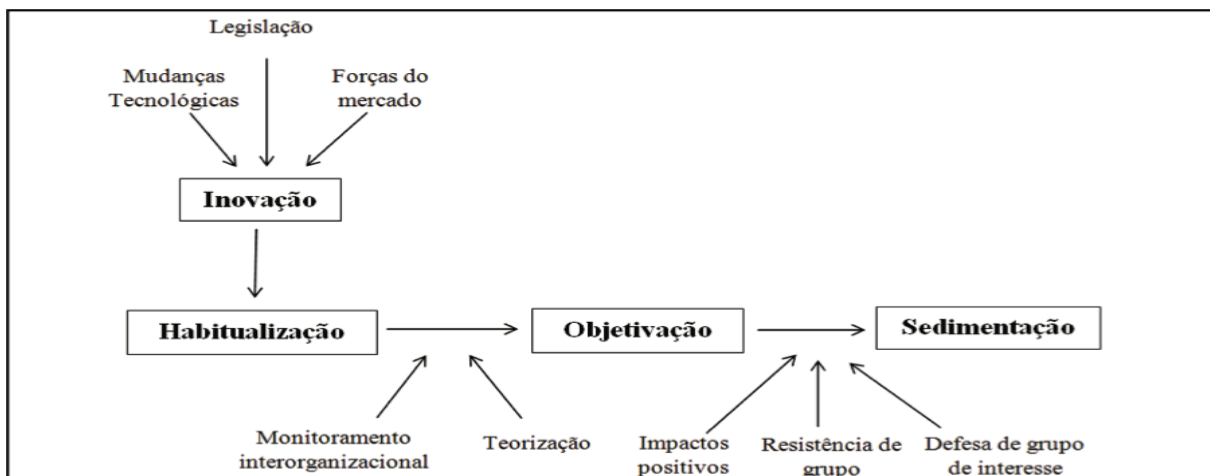 Legislação
Mudanças
Tecnológicas
Forças do
mercado
Inovação
Habitualização
Objetivação
Sedimentação
Monitoramento
interorganizacional
Teorização
Impactos
positivos
Resistência de
grupo
Defesa de grupo
de interesse